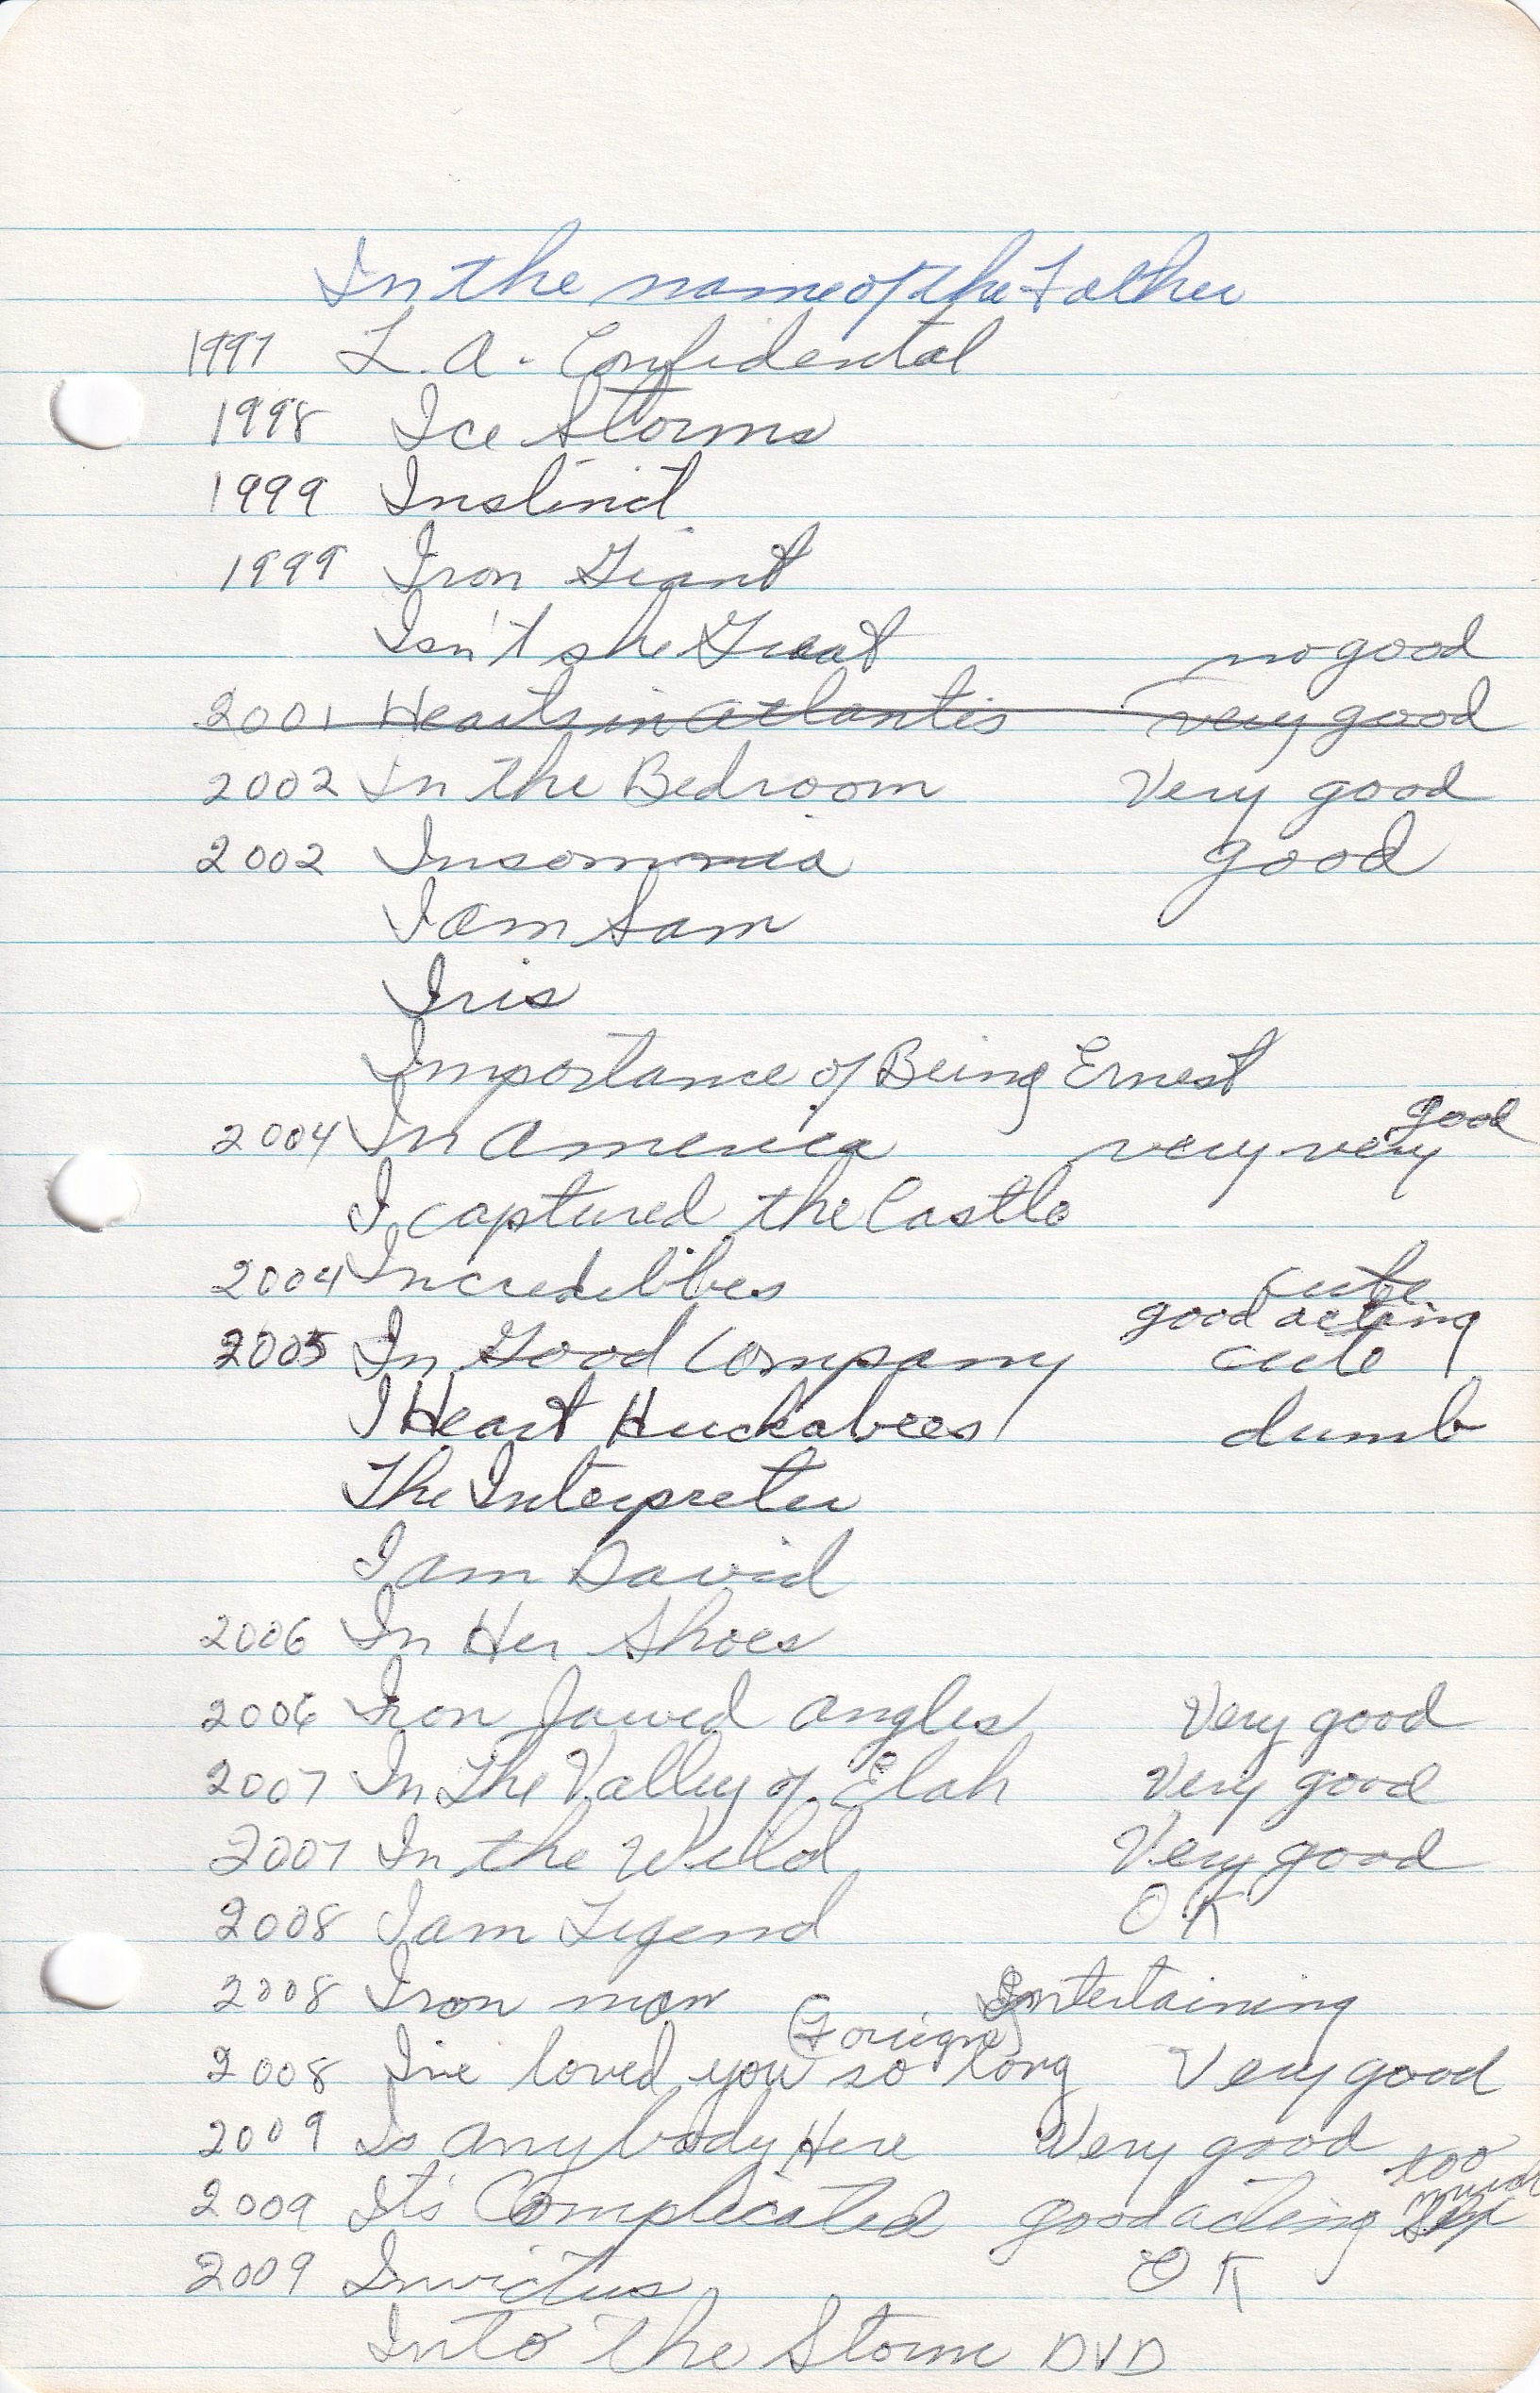 In the name of the Father
1997 L.A. Confidental
1998 Ice Storms
1999 Instinct
1999 Iron Giant
Isn't she Great no good
2001 Hearts in Atlantis very good
2002 In the Bedroom Very good
2002 Insomnia good
I am Sam
Iris
Importance of Being Ernest
2004 In America very very good
I captured the Castle
2004 Incredibles cute
2005 In Good Company good acting cute
I Heart Huckabees dumb
The Interpreter
I am David
2006 In Her Shoes
2006 Iron Jawed Angles Very good
2007 In The Valley of Elah Very good
2007 In the Wild Very good
2008 I am Legend OK
2008 Iron man Entertaining
2008 I've loved you so long (Foreign) Very good
2009 Is Anybody Here Very good
2009 It's Complicated good acting too much sex
2009 Invictus OK
Into The Storm DVD